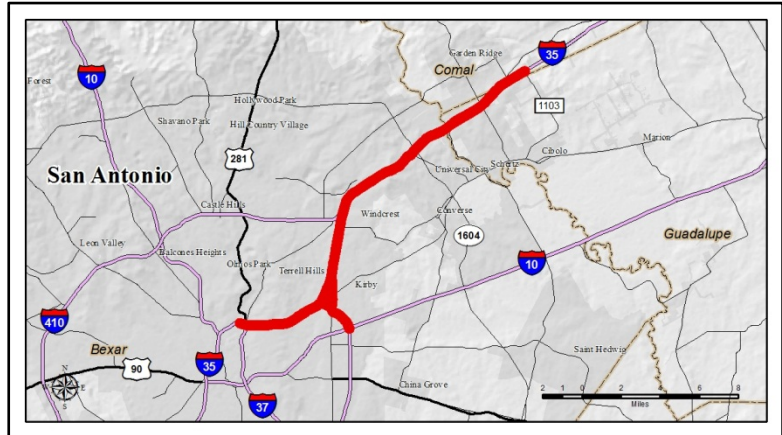 35
Garden Ridge
Comal
10
Forest
Hollywood Park
1103
Shavano Park
Hill Country Village
Marion
Cibolo
281
Schertz
Universal City
San Antonio
Castle Hills
Windcrest
Converse
1604
Guadalupe
Leon Valley
Balcones Heights
Olmos Park
Terrell Hills
10
Kirby
410
Bexar
35
90
Saint Hedwig
N
W E
S
China Grove
37
2 1 0 2 4 6 8
Miles